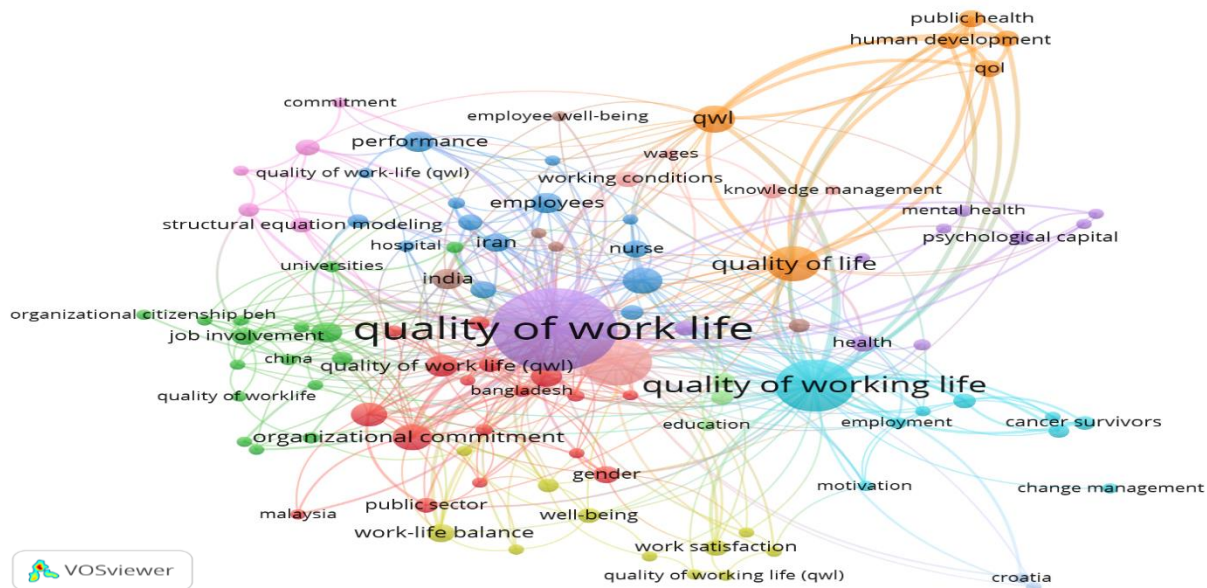 public health
human development
qol
commitment
employee well-being
qwl
performance
wages
quality of work-life (qwl)
working conditions
knowledge management
employees
mental health
structural equation modeling
psychological capital
hospital
iran
nurse
universities
india
quality of life
organizational citizenship beh
quality of work life
job involvement
health
china
quality of work life (qwl)
quality of working life
bangladesh
quality of worklife
education
employment
cancer survivors
organizational commitment
gender
motivation
change management
malaysia
public sector
well-being
work-life balance
work satisfaction
quality of working life (qwl)
croatia
VOSviewer